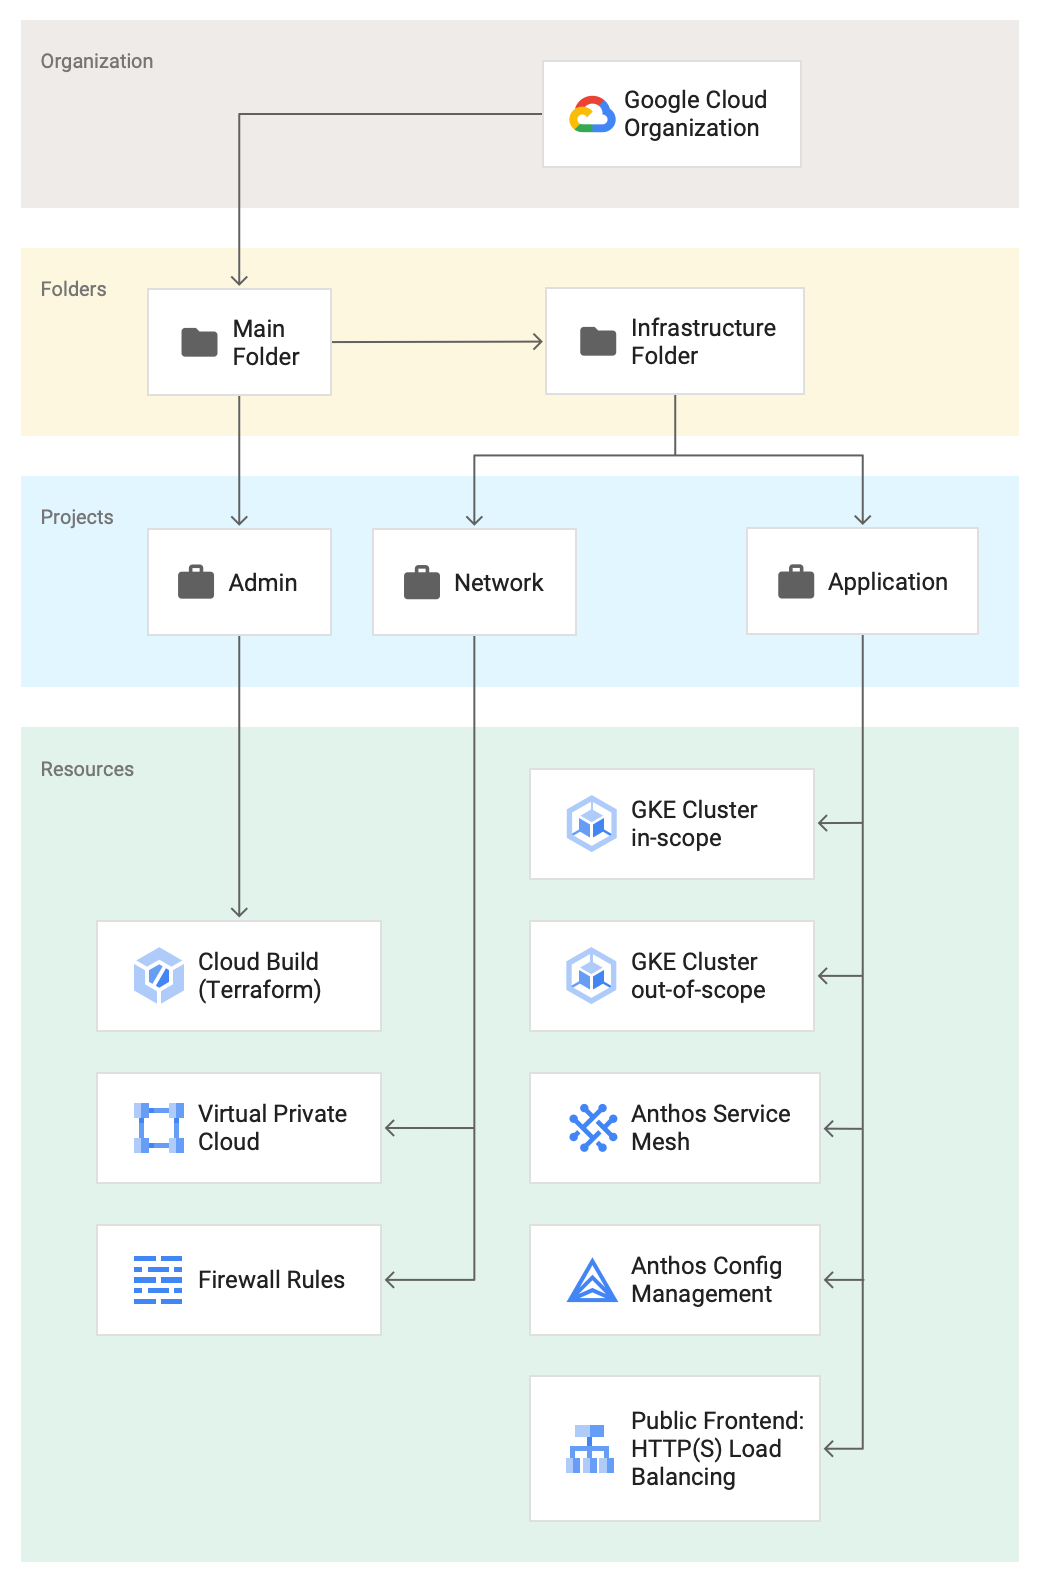 Organization
Google Cloud
Organization
Folders
Main
Folder
Infrastructure
Folder
Projects
Admin
Network
Application
Resources
GKE Cluster
in-scope
Cloud Build
(Terraform)
GKE Cluster
out-of-scope
Virtual Private
Cloud
Anthos Service
Mesh
Firewall Rules
Anthos Config
Management
Public Frontend:
HTTP(S) Load
Balancing